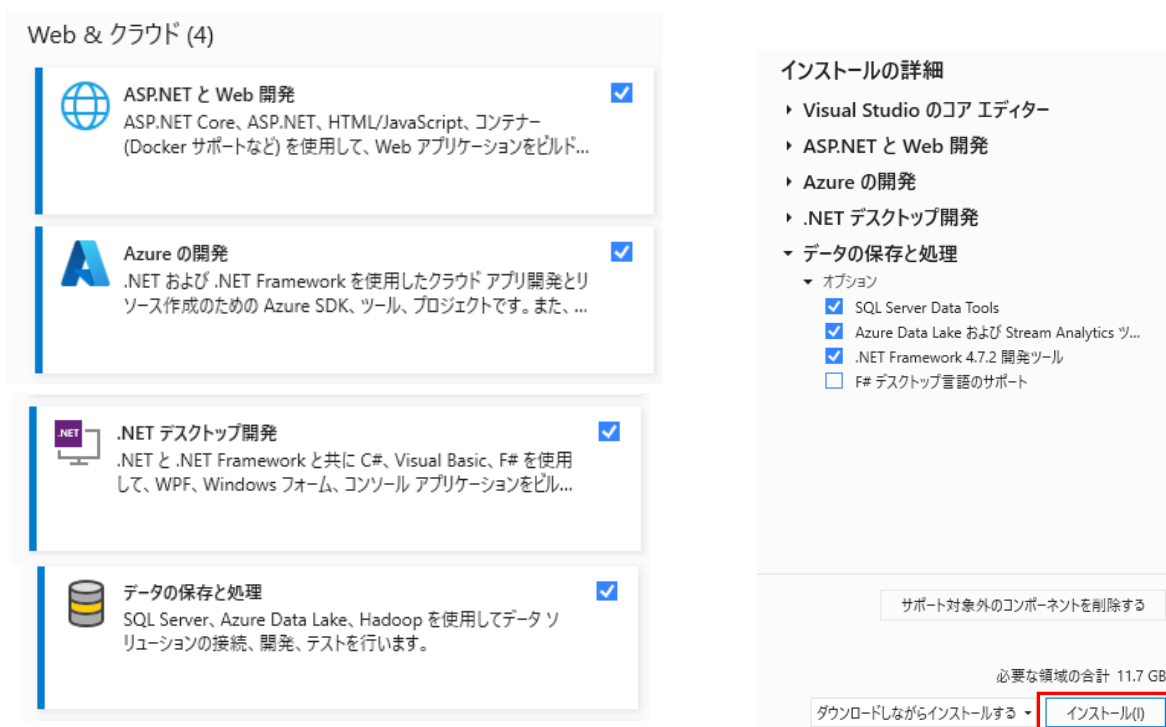 Web & クラウド (4)
ASP.NET と Web 開発
ASP.NET Core、ASP.NET、HTML/JavaScript、コンテナー
(Docker サポートなど) を使用して、Web アプリケーションをビルド...
Azure の開発
.NET および .NET Framework を使用したクラウド アプリ開発とリ
ソース作成のための Azure SDK、ツール、プロジェクトです。また、...
.NET
.NET デスクトップ開発
.NET と .NET Framework と共に C#、Visual Basic、F# を使用
して、WPF、Windows フォーム、コンソール アプリケーションをビル...
データの保存と処理
SQL Server、Azure Data Lake、Hadoop を使用してデータ ソ
リューションの接続、開発、テストを行います。
インストールの詳細
Visual Studio のコア エディター
ASP.NET と Web 開発
Azure の開発
.NET デスクトップ開発
データの保存と処理
オプション
SQL Server Data Tools
Azure Data Lake および Stream Analytics ツ...
.NET Framework 4.7.2 開発ツール
F# デスクトップ言語のサポート
サポート対象外のコンポーネントを削除する
必要な領域の合計 11.7 GB
ダウンロードしながらインストールする
インストール(I)